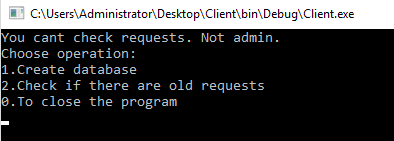 C:\Users\Administrator\Desktop\Client\bin\Debug\Client.exe
You cant check requests. Not admin.
Choose operation:
1.Create database
2.Check if there are old requests
0.To close the program